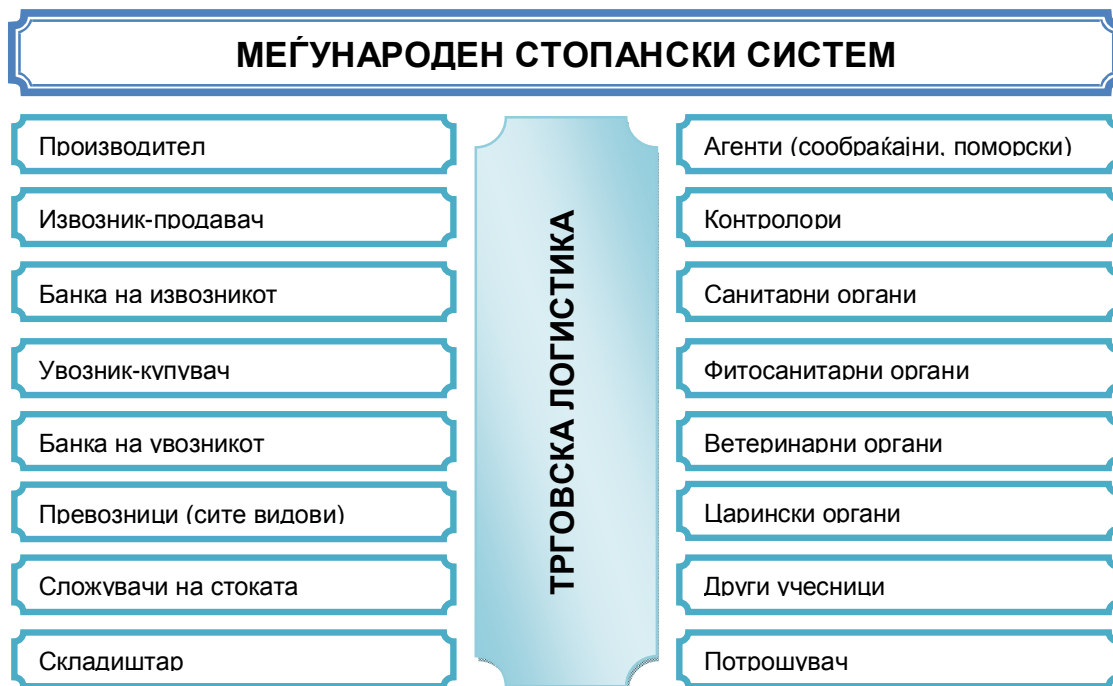 МЕЃУНАРОДЕН СТОПАНСКИ СИСТЕМ
Производител
Извозник-продавач
Банка на извозникот
Увозник-купувач
Банка на увозникот
Превозници (сите видови)
Сложувачи на стоката
Складиштар
ТРГОВСКА ЛОГИСТИКА
Агенти (сообраќајни, поморски)
Контролори
Санитарни органи
Фитосанитарни органи
Ветеринарни органи
Царински органи
Други учесници
Потрошувач